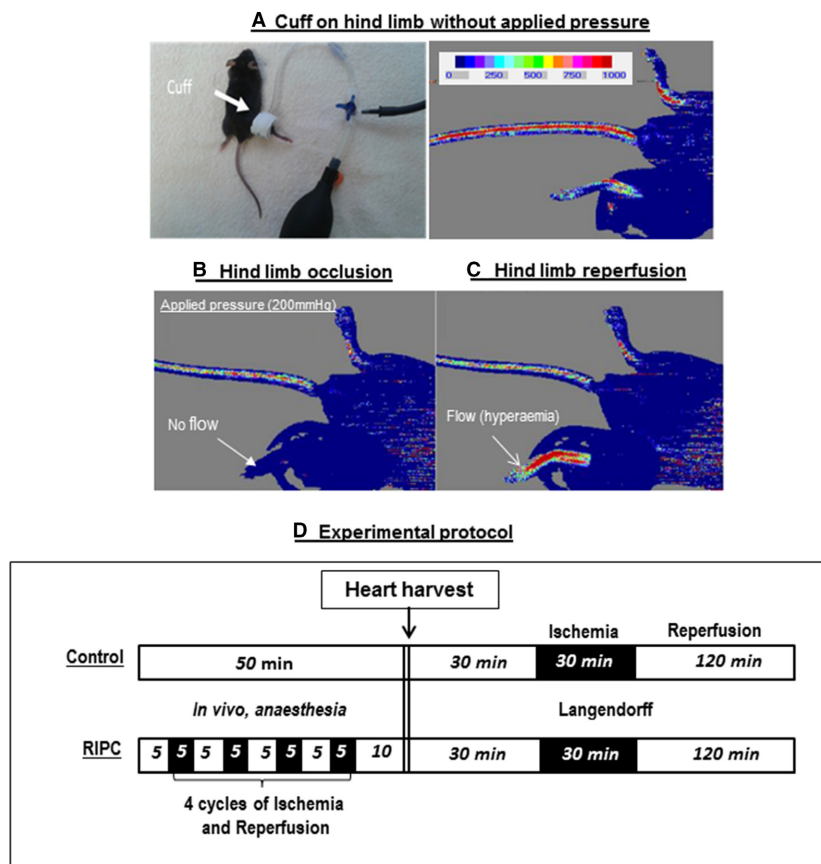 A Cuff on hind limb without applied pressure
Cuff
0 250 500 750 1000
B Hind limb occlusion
C Hind limb reperfusion
Applied pressure (200mmHg)
No flow
Flow (hyperaemia)
D Experimental protocol
Heart harvest
Ischemia Reperfusion
Control 50 min 30 min 30 min 120 min
In vivo, anaesthesia Langendorff
RIPC 5 5 5 5 5 5 5 5 10 30 min 30 min 120 min
4 cycles of Ischemia
and Reperfusion